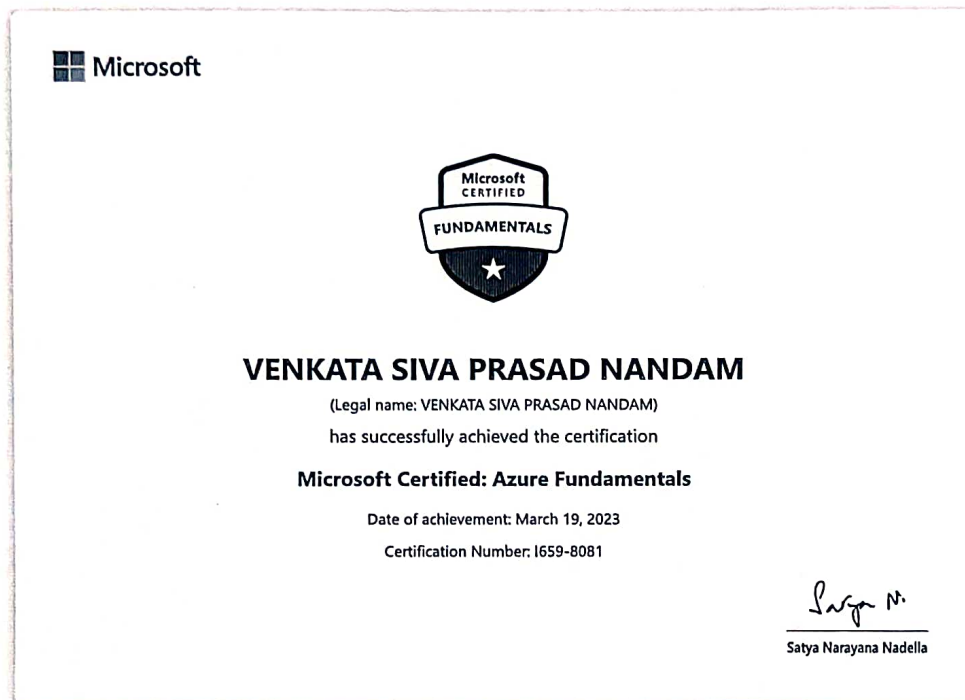 Microsoft
Microsoft
CERTIFIED
FUNDAMENTALS
VENKATA SIVA PRASAD NANDAM
(Legal name: VENKATA SIVA PRASAD NANDAM)
has successfully achieved the certification
Microsoft Certified: Azure Fundamentals
Date of achievement: March 19, 2023
Certification Number: I659-8081
Satya N.
Satya Narayana Nadella